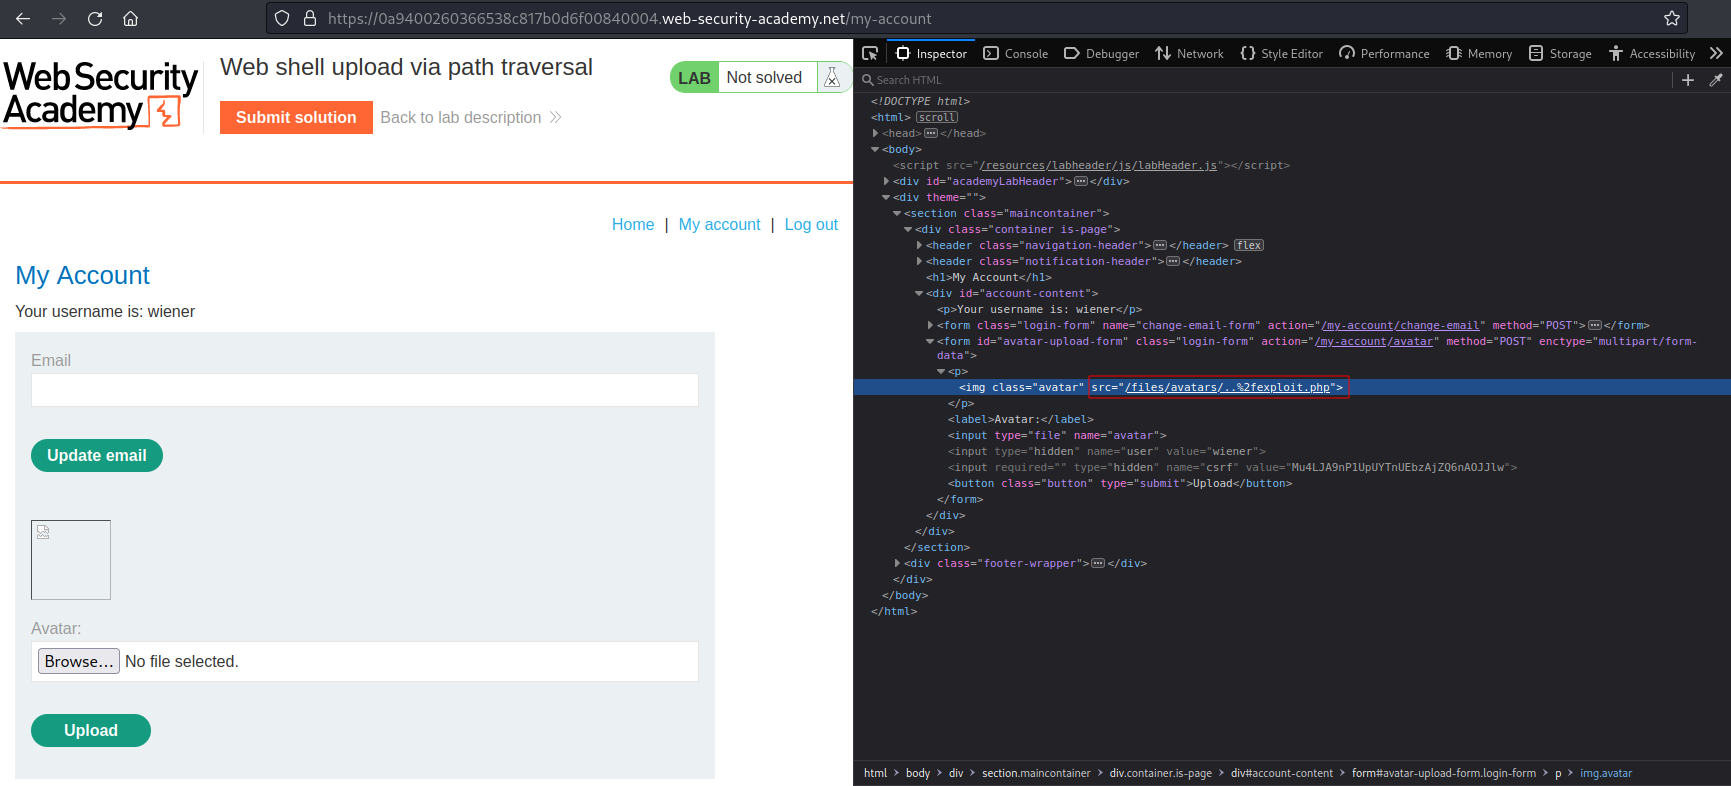 https://0a9400260366538c817b0d6f00840004.web-security-academy.net/my-account
Web Security
Academy
Web shell upload via path traversal
LAB Not solved
Submit solution
Back to lab description
Home | My account | Log out
My Account
Your username is: wiener
Email
Update email
Avatar:
Browse... No file selected.
Upload
Inspector Console Debugger Network Style Editor Performance Memory Storage Accessibility
Search HTML
<!DOCTYPE html>
<html> scroll
<head> ... </head>
<body>
<script src="/resources/labheader/js/labHeader.js"></script>
<div id="academyLabHeader"> ... </div>
<div theme="">
<section class="maincontainer">
<div class="container is-page">
<header class="navigation-header"> ... </header> flex
<header class="notification-header"> ... </header>
<h1>My Account</h1>
<div id="account-content">
<p>Your username is: wiener</p>
<form class="login-form" name="change-email-form" action="/my-account/change-email" method="POST"> ... </form>
<form id="avatar-upload-form" class="login-form" action="/my-account/avatar" method="POST" enctype="multipart/form-
data">
<p>
<img class="avatar" src="/files/avatars/..%2fexploit.php">
</p>
<label>Avatar:</label>
<input type="file" name="avatar">
<input type="hidden" name="user" value="wiener">
<input required="" type="hidden" name="csrf" value="Mu4LJA9nP1UpUYTnUEbzAjZQ6nAOJJlw">
<button class="button" type="submit">Upload</button>
</form>
</div>
</div>
</section>
<div class="footer-wrapper"> ... </div>
</div>
</body>
</html>
html > body > div > section.maincontainer > div.container.is-page > div#account-content > form#avatar-upload-form.login-form > p > img.avatar